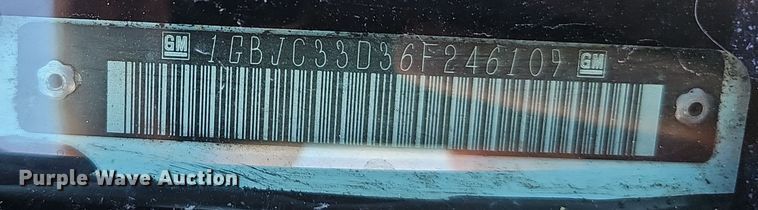 GM 1GBJC33D36F246109 GM
Purple Wave Auction